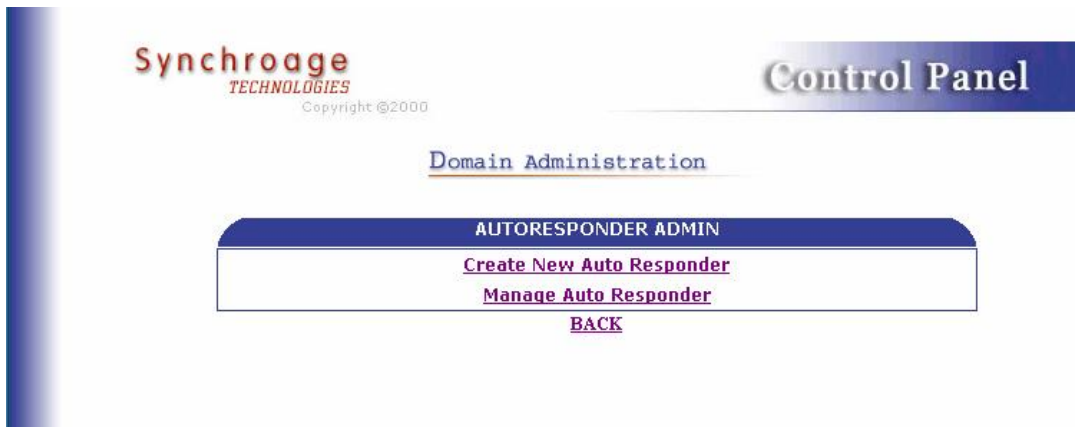 Synchroage
TECHNOLOGIES
Copyright ©2000
Control Panel
Domain Administration
AUTORESPONDER ADMIN
Create New Auto Responder
Manage Auto Responder
BACK